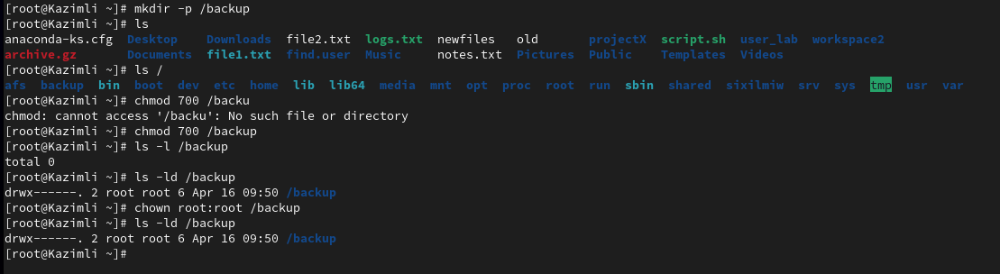 [root@Kazimli ~]# mkdir -p /backup
[root@Kazimli ~]# ls
anaconda-ks.cfg  Desktop    Downloads  file2.txt  logs.txt  newfiles   old       projectX  script.sh  user_lab  workspace2
archive.gz       Documents  file1.txt  find.user  Music     notes.txt  Pictures  Public    Templates  Videos
[root@Kazimli ~]# ls /
afs  backup  bin  boot  dev  etc  home  lib  lib64  media  mnt  opt  proc  root  run  sbin  shared  sixilmiw  srv  sys  tmp  usr  var
[root@Kazimli ~]# chmod 700 /backu
chmod: cannot access '/backu': No such file or directory
[root@Kazimli ~]# chmod 700 /backup
[root@Kazimli ~]# ls -l /backup
total 0
[root@Kazimli ~]# ls -ld /backup
drwx------. 2 root root 6 Apr 16 09:50 /backup
[root@Kazimli ~]# chown root:root /backup
[root@Kazimli ~]# ls -ld /backup
drwx------. 2 root root 6 Apr 16 09:50 /backup
[root@Kazimli ~]#